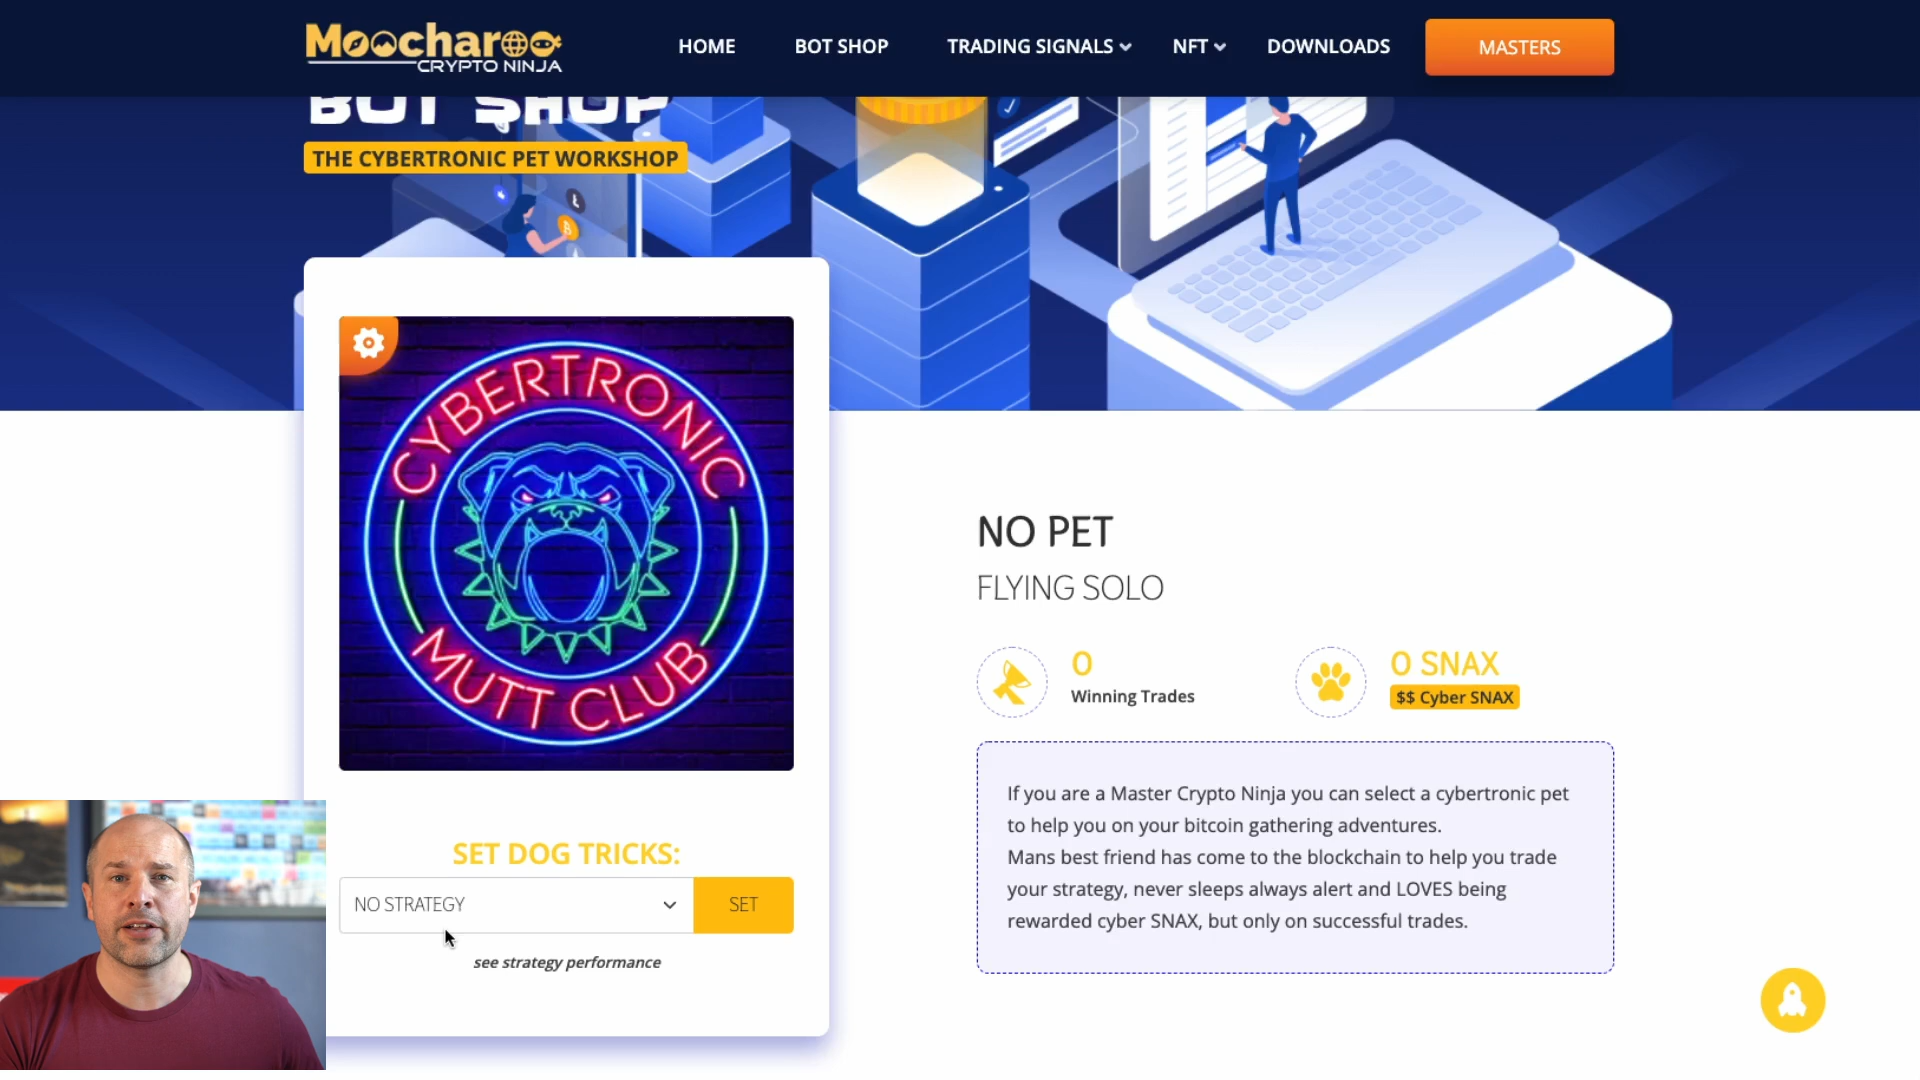 Moocharoo
CRYPTO NINJA
HOME
BOT SHOP
TRADING SIGNALS
NFT
DOWNLOADS
MASTERS
BOT SHOP
THE CYBERTRONIC PET WORKSHOP
CYBERTRONIC
MUTT CLUB
NO PET
FLYING SOLO
0
Winning Trades
0 SNAX
$$ Cyber SNAX
If you are a Master Crypto Ninja you can select a cybertronic pet
to help you on your bitcoin gathering adventures.
Mans best friend has come to the blockchain to help you trade
your strategy, never sleeps always alert and LOVES being
rewarded cyber SNAX, but only on successful trades.
SET DOG TRICKS:
NO STRATEGY
SET
see strategy performance